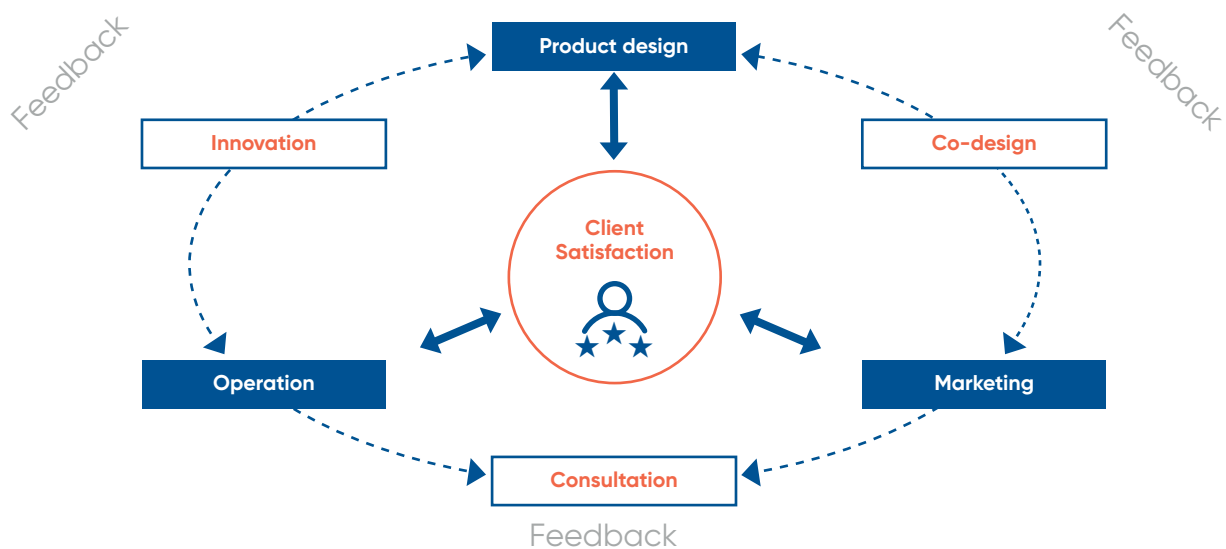 Feedback
Feedback
Product design
Innovation
Co-design
Client
Satisfaction
Operation
Marketing
Consultation
Feedback